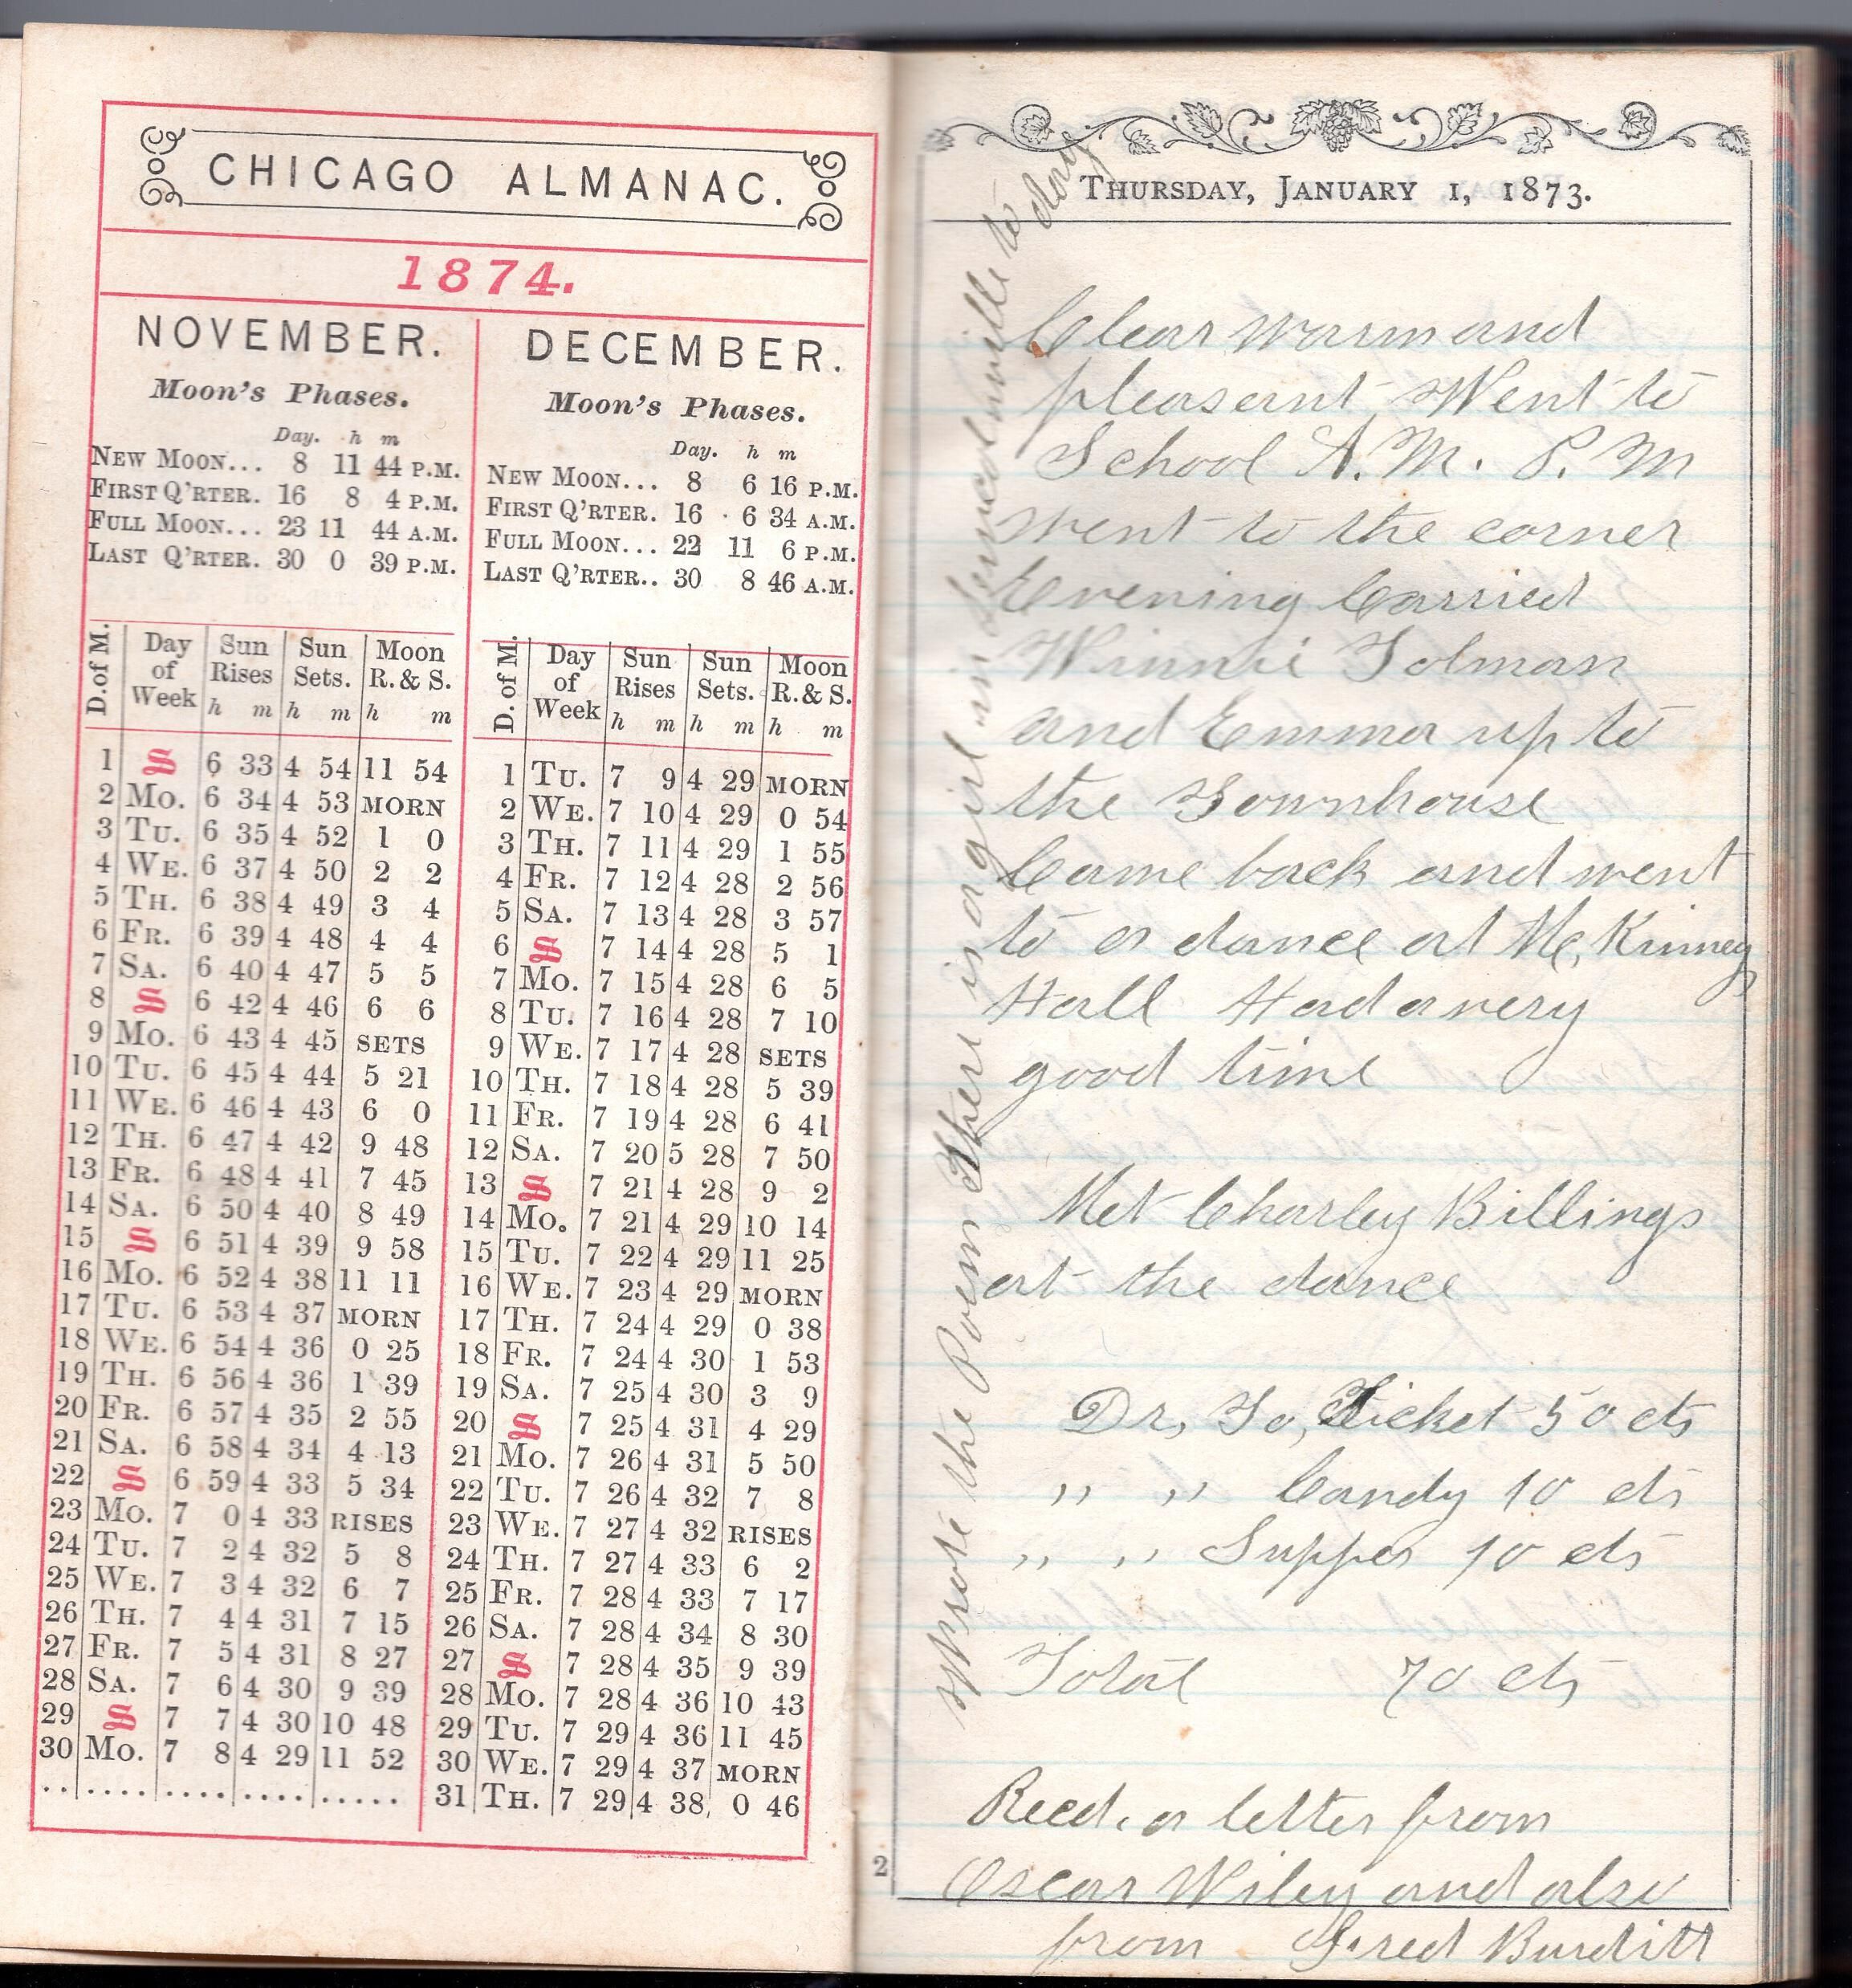 CHICAGO ALMANAC.
1874.
NOVEMBER.
Moon's Phases.
Day. h m
NEW MOON... 8 11 44 P.M.
FIRST Q'RTER. 16 8 4 P.M.
FULL MOON... 23 11 44 A.M.
LAST Q'RTER. 30 0 39 P.M.
D. of M. Day of Week Sun Rises Sun Sets. Moon R. & S.
h m h m h m
1 S 6 33 4 54 11 54
2 MO. 6 34 4 53 MORN
3 TU. 6 35 4 52 1 0
4 WE. 6 37 4 50 2 2
5 TH. 6 38 4 49 3 4
6 FR. 6 39 4 48 4 4
7 SA. 6 40 4 47 5 5
8 S 6 42 4 46 6 6
9 MO. 6 43 4 45 SETS
10 TU. 6 45 4 44 5 21
11 WE. 6 46 4 43 6 0
12 TH. 6 47 4 42 9 48
13 FR. 6 48 4 41 7 45
14 SA. 6 50 4 40 8 49
15 S 6 51 4 39 9 58
16 MO. 6 52 4 38 11 11
17 TU. 6 53 4 37 MORN
18 WE. 6 54 4 36 0 25
19 TH. 6 56 4 36 1 39
20 FR. 6 57 4 35 2 55
21 SA. 6 58 4 34 4 13
22 S 6 59 4 33 5 34
23 MO. 7 0 4 33 RISES
24 TU. 7 2 4 32 5 8
25 WE. 7 3 4 32 6 7
26 TH. 7 4 4 31 7 15
27 FR. 7 5 4 31 8 27
28 SA. 7 6 4 30 9 39
29 S 7 7 4 30 10 48
30 MO. 7 8 4 29 11 52
DECEMBER.
Moon's Phases.
Day. h m
NEW MOON... 8 6 16 P.M.
FIRST Q'RTER. 16 6 34 A.M.
FULL MOON... 22 11 6 P.M.
LAST Q'RTER.. 30 8 46 A.M.
D. of M. Day of Week Sun Rises Sun Sets. Moon R. & S.
h m h m h m
1 TU. 7 9 4 29 MORN
2 WE. 7 10 4 29 0 54
3 TH. 7 11 4 29 1 55
4 FR. 7 12 4 28 2 56
5 SA. 7 13 4 28 3 57
6 S 7 14 4 28 5 1
7 MO. 7 15 4 28 6 5
8 TU. 7 16 4 28 7 10
9 WE. 7 17 4 28 SETS
10 TH. 7 18 4 28 5 39
11 FR. 7 19 4 28 6 41
12 SA. 7 20 5 28 7 50
13 S 7 21 4 28 9 2
14 MO. 7 21 4 29 10 14
15 TU. 7 22 4 29 11 25
16 WE. 7 23 4 29 MORN
17 TH. 7 24 4 29 0 38
18 FR. 7 24 4 30 1 53
19 SA. 7 25 4 30 3 9
20 S 7 25 4 31 4 29
21 MO. 7 26 4 31 5 50
22 TU. 7 26 4 32 7 8
23 WE. 7 27 4 32 RISES
24 TH. 7 27 4 33 6 2
25 FR. 7 28 4 33 7 17
26 SA. 7 28 4 34 8 30
27 S 7 28 4 35 9 39
28 MO. 7 28 4 36 10 43
29 TU. 7 29 4 36 11 45
30 WE. 7 29 4 37 MORN
31 TH. 7 29 4 38 0 46
THURSDAY, JANUARY 1, 1873.
Clear warm and
pleasant Went to
School A.M. P.M
went to the corner
Evening Carried
Winnie Tolman
and Emma up to
the Townhouse
Came back and went
to a dance at Mc,Kinney
Hall Had a very
good time
Met Charley Billings
at the dance
Dr, To, Ticket 50 cts
" " Candy 10 cts
" " Supper 10 cts
Total 70 cts
Recd. a letter from
Oscar Wiley and also
from Fred Burditt
Wrote the Poem There is a girl in Lincolnville to day
2